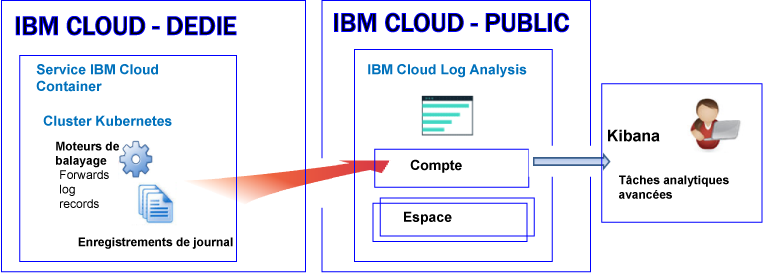 IBM CLOUD - DEDIE
Service IBM Cloud
Container
Cluster Kubernetes
Moteurs de
balayage
Forwards
log
records
Enregistrements de journal
IBM CLOUD - PUBLIC
IBM Cloud Log Analysis
Compte
Espace
Kibana
Tâches analytiques
avancées